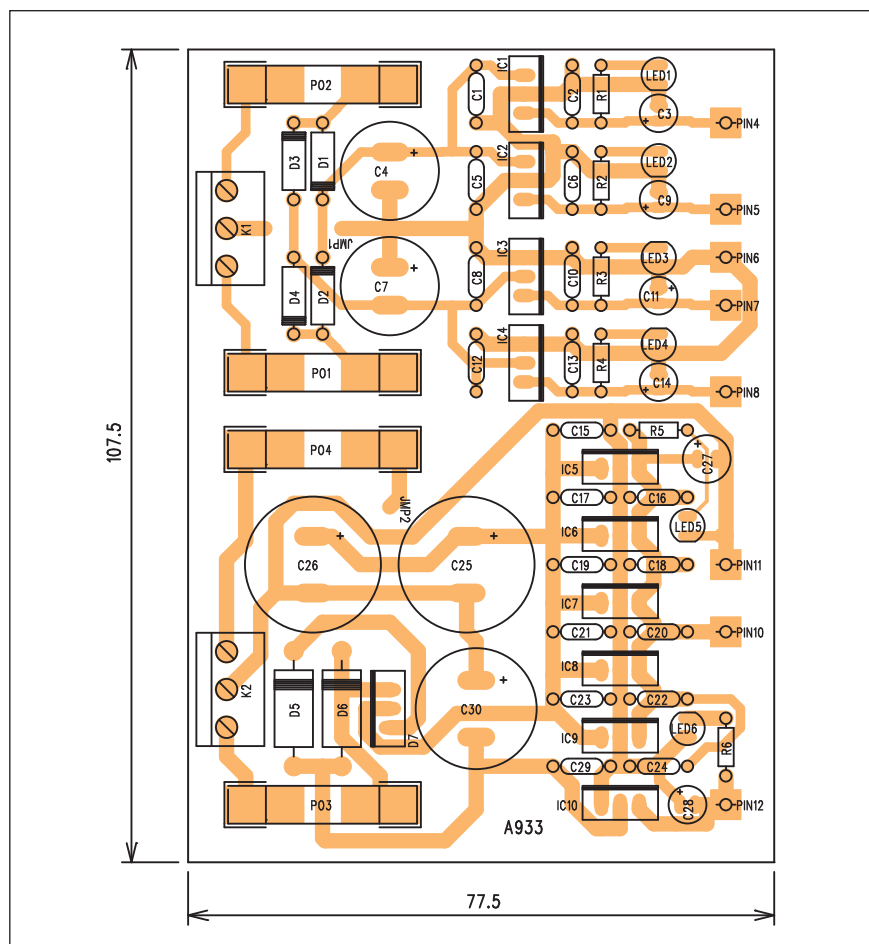 PO2
IC1
LED1
C1
C2
R1
C3
PIN4
D3
D1
C4
IC2
LED2
C5
C6
R2
C9
PIN5
K1
JMP1
IC3
LED3
PIN6
D4
D2
C7
C8
C10
R3
C11
PIN7
IC4
LED4
C12
C13
R4
C14
PIN8
PO1
107.5
PO4
C15
R5
C27
IC5
JMP2
C17
C16
IC6
LED5
C26
C25
C19
C18
PIN11
IC7
K2
C21
C20
PIN10
IC8
D5
D6
D7
C30
C23
C22
IC9
LED6
R6
C29
C24
PO3
IC10
C28
PIN12
A933
77.5